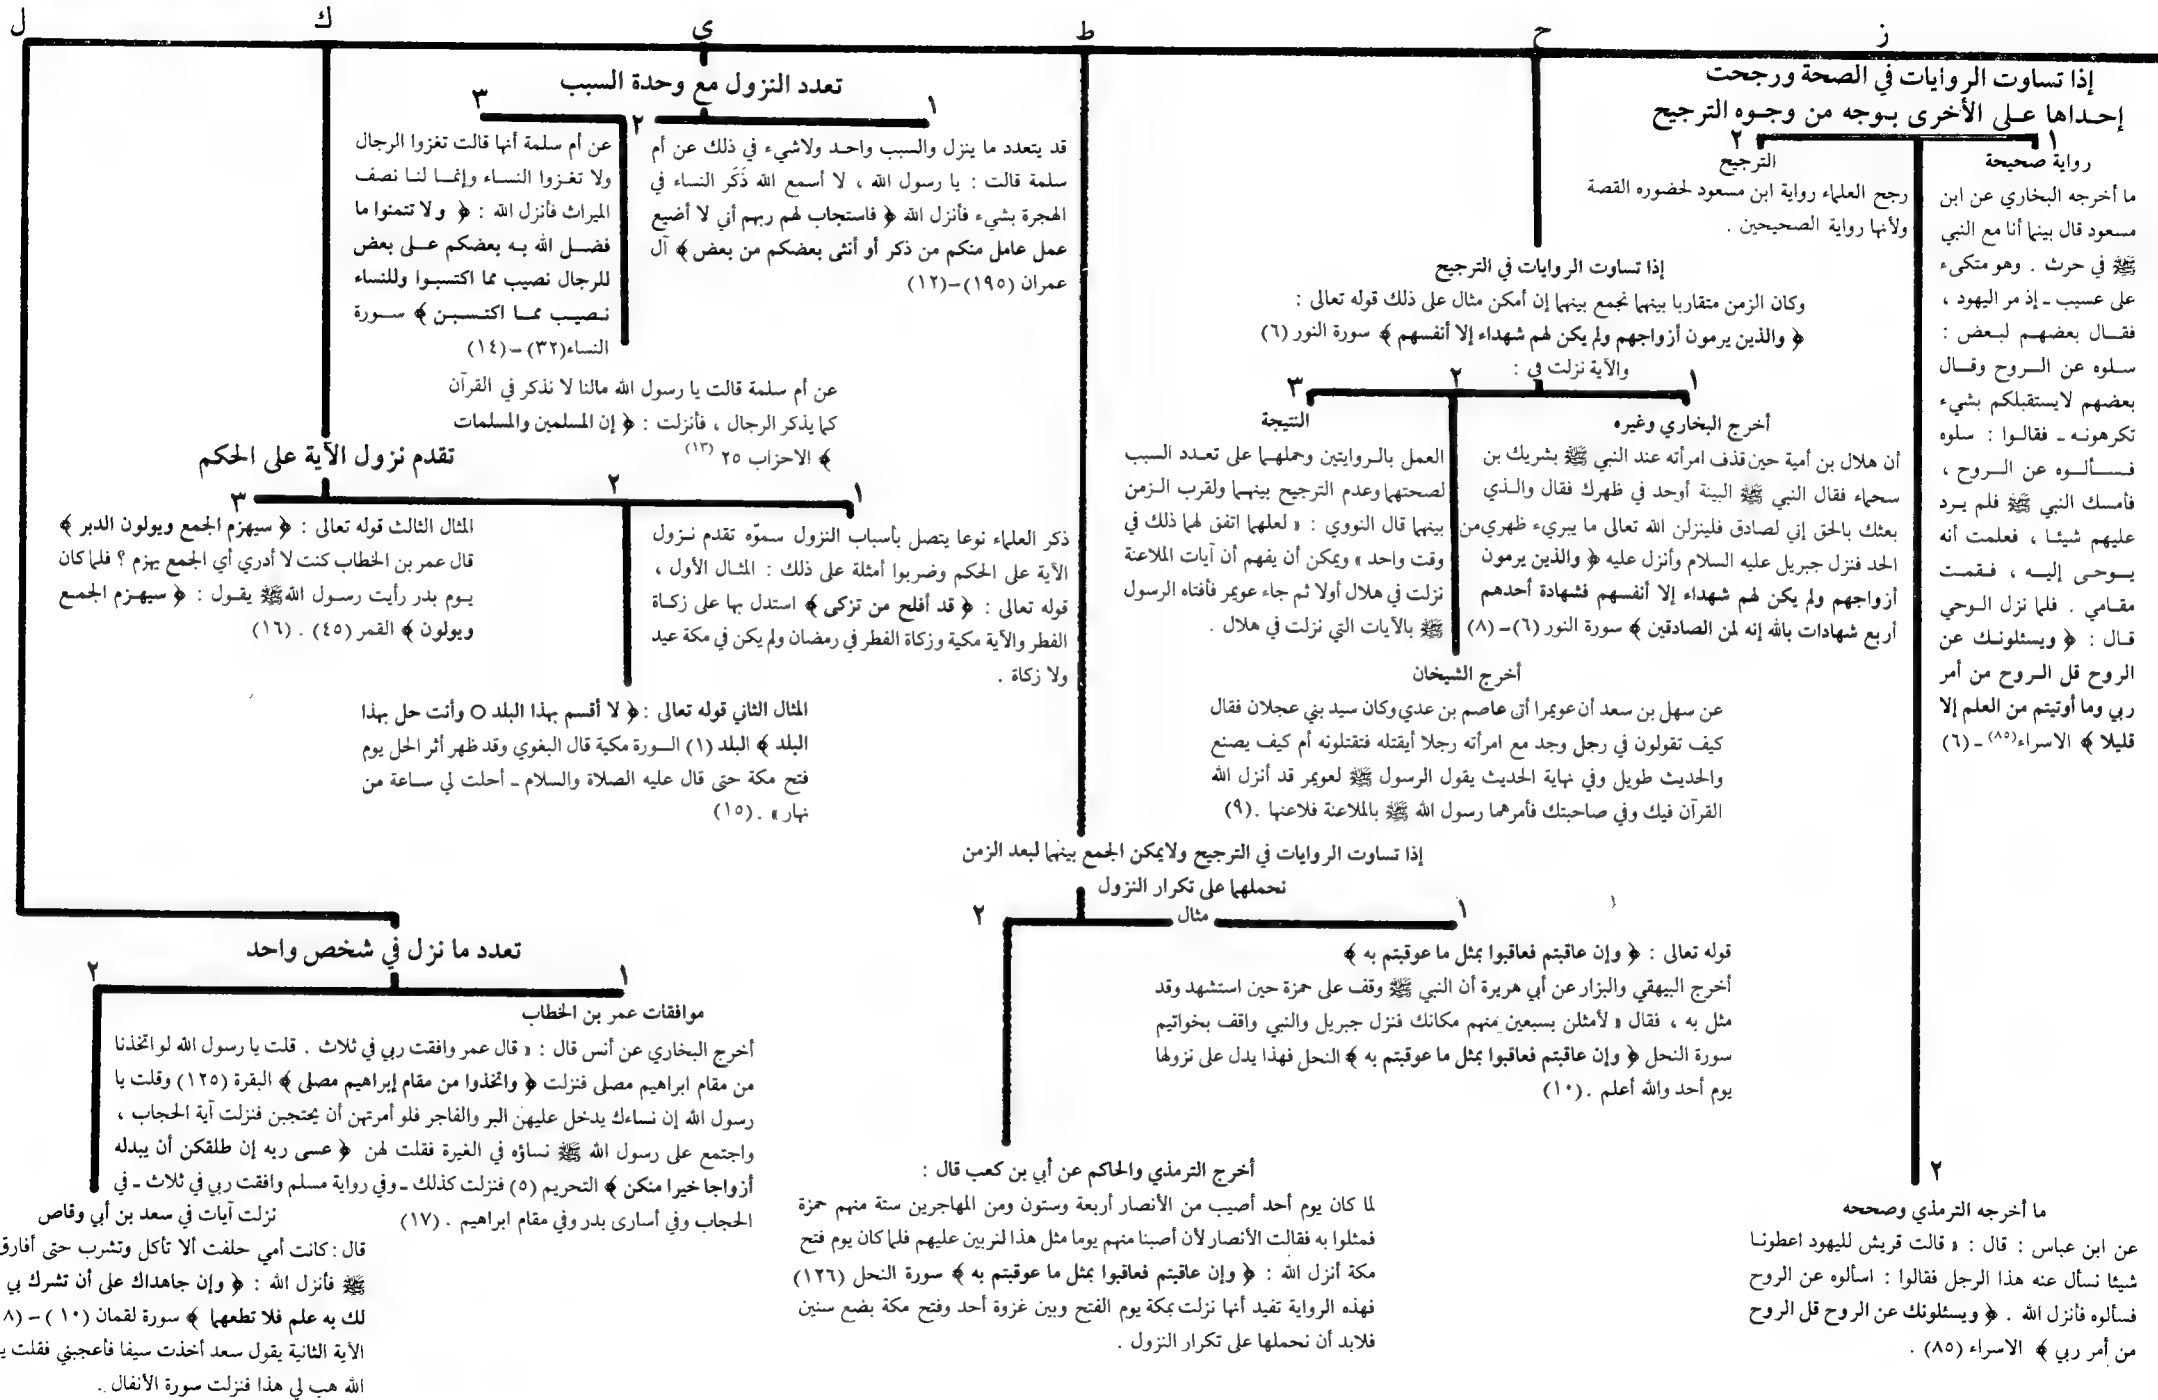 ز
إذا تساوت الروايات في الصحة ورجحت
إحداها على الأخرى بوجه من وجوه الترجيح
١
رواية صحيحة
ما أخرجه البخاري عن ابن
مسعود قال بينما أنا مع النبي
ﷺ في حرث . وهو متكىء
على عسيب ـ إذ مر اليهود ،
فقال بعضهم لبعض :
سلوه عن الروح وقال
بعضهم لايستقبلكم بشيء
تكرهونه ـ فقالوا : سلوه
فسألوه عن الروح ،
فأمسك النبي ﷺ فلم يرد
عليهم شيئا ، فعلمت أنه
يوحى إليه ، فقمت
مقامي . فلما نزل الوحي
قال : ﴿ ويسئلونك عن
الروح قل الروح من أمر
ربي وما أوتيتم من العلم إلا
قليلا ﴾ الاسراء(٨٥) ـ (٦)
٢
الترجيح
رجح العلماء رواية ابن مسعود لحضوره القصة
ولأنها رواية الصحيحين .
٢
ما أخرجه الترمذي وصححه
عن ابن عباس : قال : « قالت قريش لليهود اعطونا
شيئا نسأل عنه هذا الرجل فقالوا : اسألوه عن الروح
فسألوه فأنزل الله . ﴿ ويسئلونك عن الروح قل الروح
من أمر ربي ﴾ الاسراء (٨٥) .
ح
إذا تساوت الروايات في الترجيح
وكان الزمن متقاربا بينهما نجمع بينهما إن أمكن مثال على ذلك قوله تعالى :
﴿ والذين يرمون أزواجهم ولم يكن لهم شهداء إلا أنفسهم ﴾ سورة النور (٦)
والآية نزلت في :
١
أخرج البخاري وغيره
أن هلال بن أمية حين قذف امرأته عند النبي ﷺ بشريك بن
سحماء فقال النبي ﷺ البينة أوحد في ظهرك فقال والذي
بعثك بالحق إني لصادق فلينزلن الله تعالى ما يبريء ظهري من
الحد فنزل جبريل عليه السلام وأنزل عليه ﴿ والذين يرمون
أزواجهم ولم يكن لهم شهداء إلا أنفسهم فشهادة أحدهم
أربع شهادات بالله إنه لمن الصادقين ﴾ سورة النور (٦)ـ (٨)
٣
النتيجة
العمل بالروايتين وحملهما على تعدد السبب
لصحتهما وعدم الترجيح بينهما ولقرب الزمن
بينهما قال النووي : « لعلهما اتفق لهما ذلك في
وقت واحد » ويمكن أن يفهم أن آيات الملاعنة
نزلت في هلال أولا ثم جاء عويمر فأفتاه الرسول
ﷺ بالآيات التي نزلت في هلال .
٢
أخرج الشيخان
عن سهل بن سعد أن عويمرا أتى عاصم بن عدي وكان سيد بني عجلان فقال
كيف تقولون في رجل وجد مع امرأته رجلا أيقتله فتقتلونه أم كيف يصنع
والحديث طويل وفي نهاية الحديث يقول الرسول ﷺ لعويمر قد أنزل الله
القرآن فيك وفي صاحبتك فأمرهما رسول الله ﷺ بالملاعنة فلاعنها .(٩)
ط
إذا تساوت الروايات في الترجيح ولايمكن الجمع بينهما لبعد الزمن
نحملهما على تكرار النزول
مثال
١
قوله تعالى : ﴿ وإن عاقبتم فعاقبوا بمثل ما عوقبتم به ﴾
أخرج البيهقي والبزار عن أبي هريرة أن النبي ﷺ وقف على حمزة حين استشهد وقد
مثل به ، فقال « لأمثلن بسبعين منهم مكانك فنزل جبريل والنبي واقف بخواتيم
سورة النحل ﴿ وإن عاقبتم فعاقبوا بمثل ما عوقبتم به ﴾ النحل فهذا يدل على نزولها
يوم أحد والله أعلم .(١٠)
٢
أخرج الترمذي والحاكم عن أبي بن كعب قال :
لما كان يوم أحد أصيب من الأنصار أربعة وستون ومن المهاجرين ستة منهم حمزة
فمثلوا به فقالت الأنصار لأن أصبنا منهم يوما مثل هذا لنربين عليهم فلما كان يوم فتح
مكة أنزل الله : ﴿ وإن عاقبتم فعاقبوا بمثل ما عوقبتم به ﴾ سورة النحل (١٢٦)
فهذه الرواية تفيد أنها نزلت بمكة يوم الفتح وبين غزوة أحد وفتح مكة بضع سنين
فلابد أن نحملها على تكرار النزول .
ي
تعدد النزول مع وحدة السبب
١
قد يتعدد ما ينزل والسبب واحد ولاشيء في ذلك عن أم
سلمة قالت : يا رسول الله ، لا أسمع الله ذَكَر النساء في
الهجرة بشيء فأنزل الله ﴿ فاستجاب لهم ربهم أني لا أضيع
عمل عامل منكم من ذكر أو أنثى بعضكم من بعض ﴾ آل
عمران (١٩٥)ـ(١٢)
٣
عن أم سلمة أنها قالت تغزوا الرجال
ولا تغزوا النساء وإنما لنا نصف
الميراث فأنزل الله : ﴿ ولا تتمنوا ما
فضل الله به بعضكم على بعض
للرجال نصيب مما اكتسبوا وللنساء
نصيب مما اكتسبن ﴾ سورة
النساء(٣٢) ـ(١٤)
٢
عن أم سلمة قالت يا رسول الله مالنا لا نذكر في القرآن
كما يذكر الرجال ، فأنزلت : ﴿ إن المسلمين والمسلمات
﴾ الاحزاب ٢٥ (١٣)
ك
تقدم نزول الآية على الحكم
١
ذكر العلماء نوعا يتصل بأسباب النزول سموّه تقدم نزول
الآية على الحكم وضربوا أمثلة على ذلك : المثال الأول ،
قوله تعالى : ﴿ قد أفلح من تزكى ﴾ استدل بها على زكاة
الفطر والآية مكية وزكاة الفطر في رمضان ولم يكن في مكة عيد
ولا زكاة .
٣
المثال الثالث قوله تعالى : ﴿ سيهزم الجمع ويولون الدبر ﴾
قال عمر بن الخطاب كنت لا أدري أي الجمع يهزم ؟ فلما كان
يوم بدر رأيت رسول الله ﷺ يقول : ﴿ سيهزم الجمع
ويولون ﴾ القمر (٤٥) . (١٦)
٢
المثال الثاني قوله تعالى :﴿ لا أقسم بهذا البلد ○ وأنت حل بهذا
البلد ﴾ البلد (١) السورة مكية قال البغوي وقد ظهر أثر الحل يوم
فتح مكة حتى قال عليه الصلاة والسلام ـ أحلت لي ساعة من
نهار » .(١٥)
ل
تعدد ما نزل في شخص واحد
١
موافقات عمر بن الخطاب
أخرج البخاري عن أنس قال : « قال عمر وافقت ربي في ثلاث . قلت يا رسول الله لو اتخذنا
من مقام ابراهيم مصلى فنزلت ﴿ واتخذوا من مقام إبراهيم مصلى ﴾ البقرة (١٢٥) وقلت يا
رسول الله إن نساءك يدخل عليهن البر والفاجر فلو أمرتهن أن يحتجبن فنزلت آية الحجاب ،
واجتمع على رسول الله ﷺ نساؤه في الغيرة فقلت لهن ﴿ عسى ربه إن طلقكن أن يبدله
أزواجا خيرا منكن ﴾ التحريم (٥) فنزلت كذلك ـ وفي رواية مسلم وافقت ربي في ثلاث ـ في
الحجاب وفي أسارى بدر وفي مقام ابراهيم . (١٧)
٢
نزلت آيات في سعد بن أبي وقاص
قال : كانت أمي حلفت ألا تأكل وتشرب حتى أفارق
ﷺ فأنزل الله : ﴿ وإن جاهداك على أن تشرك بي
لك به علم فلا تطعهما ﴾ سورة لقمان (١٠ ) ـ (٨
الآية الثانية يقول سعد أخذت سيفا فأعجبني فقلت ي
الله هب لي هذا فنزلت سورة الأنفال .